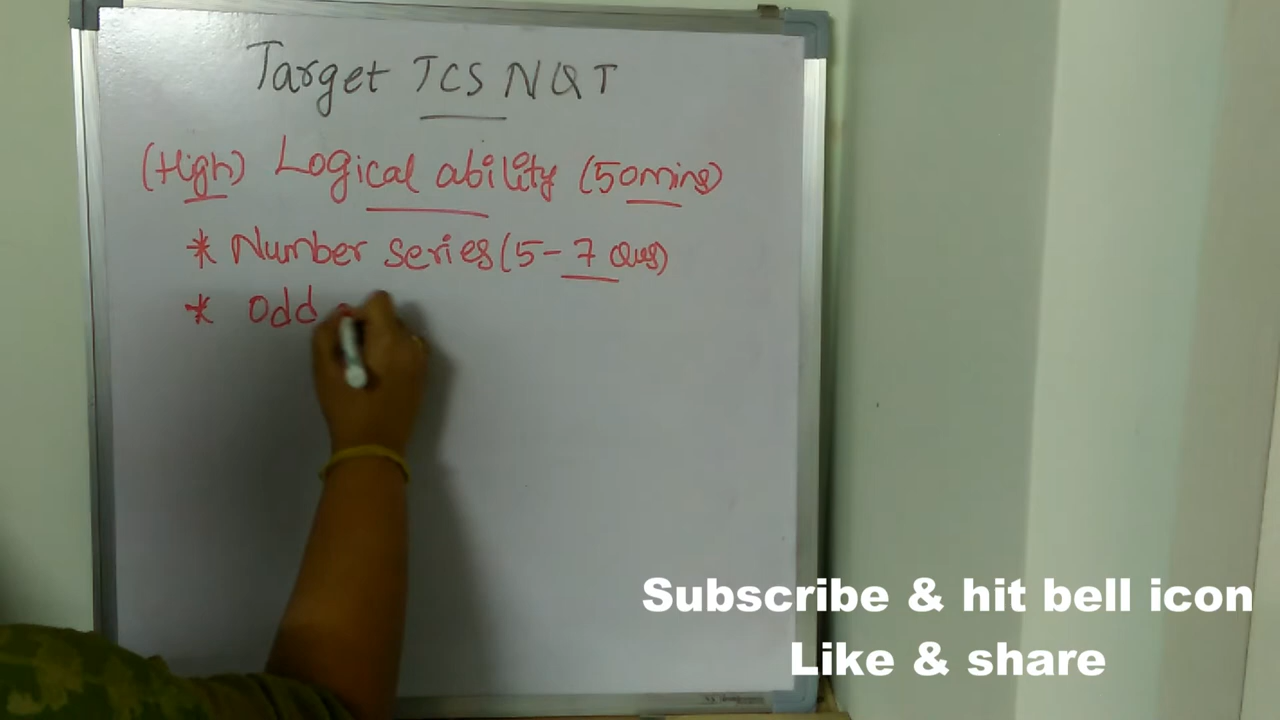 Target TCS NQT
(High) Logical ability (50mins)
* Number series (5-7 Ques)
* Odd
Subscribe & hit bell icon
Like & share